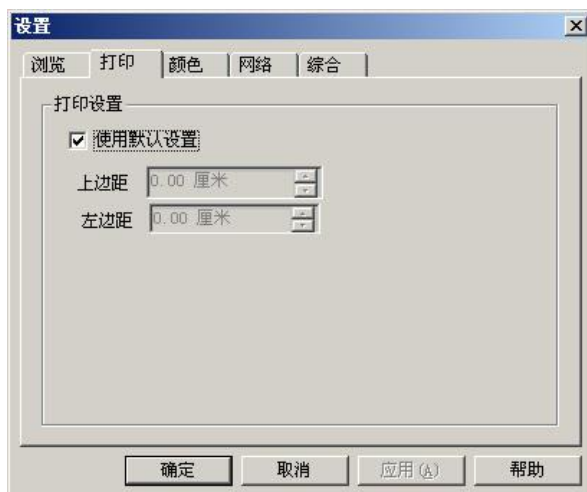 设置
浏览 打印 颜色 网络 综合
打印设置
使用默认设置
上边距 0.00 厘米
左边距 0.00 厘米
确定 取消 应用(A) 帮助